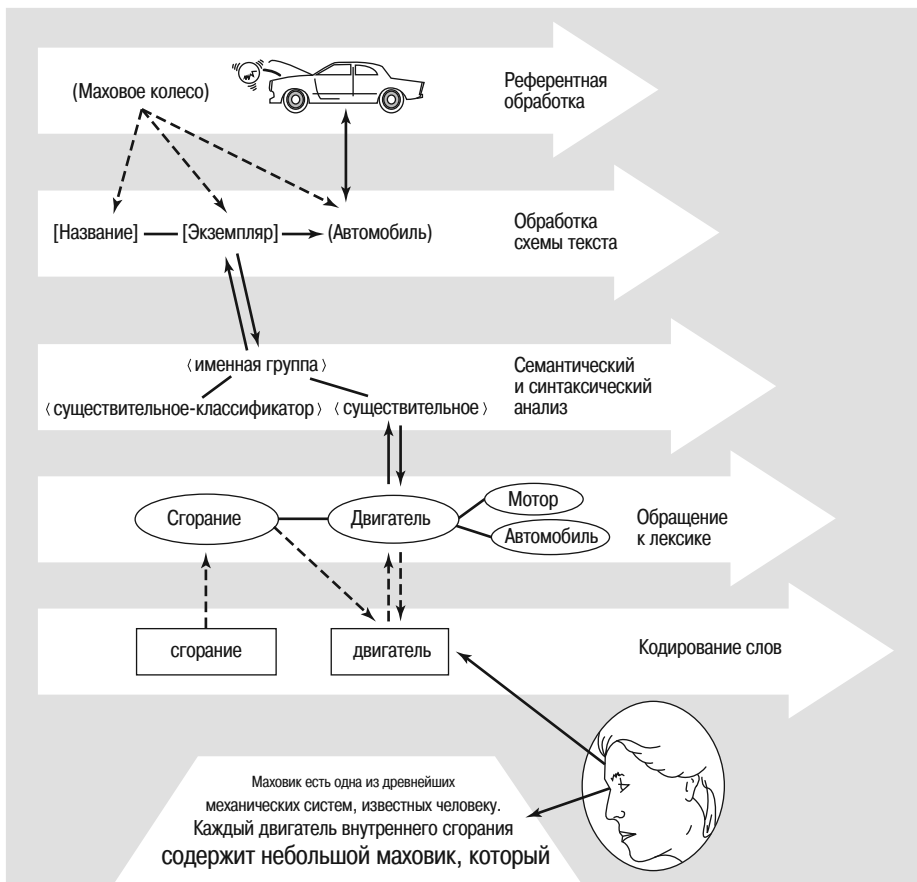 (Маховое колесо)
Референтная
обработка
[Название] [Экземпляр] (Автомобиль)
Обработка
схемы текста
〈именная группа〉
〈существительное-классификатор〉 〈существительное〉
Семантический
и синтаксический
анализ
Сгорание
Двигатель
Мотор
Автомобиль
Обращение
к лексике
сгорание
двигатель
Кодирование слов
Маховик есть одна из древнейших
механических систем, известных человеку.
Каждый двигатель внутреннего сгорания
содержит небольшой маховик, который